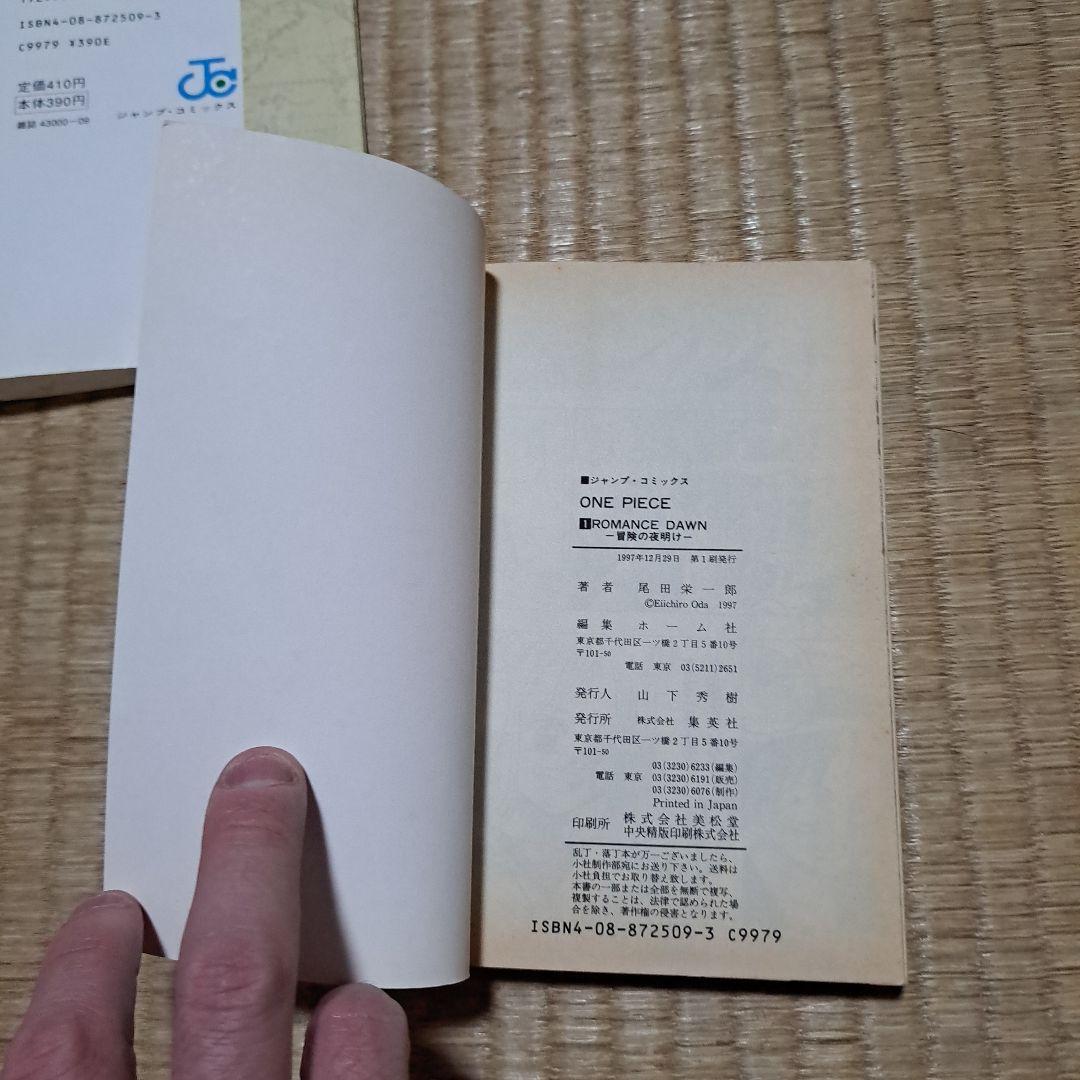 ISBN4-08-872509-3
C9979 ¥390E
定価410円
本体390円
雑誌 43000-09
ジャンプ・コミックス
■ジャンプ・コミックス
ONE PIECE
1 ROMANCE DAWN
—冒険の夜明け—
1997年12月29日 第1刷発行
著者 尾田栄一郎
©Eiichiro Oda 1997
編集 ホーム社
東京都千代田区一ツ橋2丁目5番10号
〒101-50
電話 東京 03(5211)2651
発行人 山下秀樹
発行所 株式会社 集英社
東京都千代田区一ツ橋2丁目5番10号
〒101-50
03(3230)6233(編集)
電話 東京 03(3230)6191(販売)
03(3230)6076(制作)
Printed in Japan
印刷所 株式会社美松堂
中央精版印刷株式会社
乱丁・落丁本が万一ございましたら、
小社制作部宛にお送り下さい。送料は
小社負担でお取り替え致します。
本書の一部または全部を無断で複写、
複製することは、法律で認められた場
合を除き、著作権の侵害となります。
ISBN4-08-872509-3 C9979